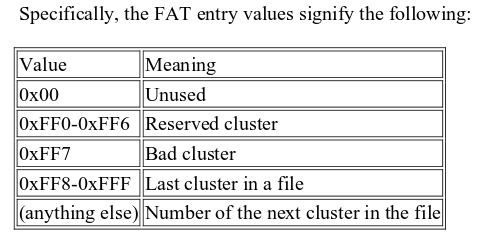 Specifically, the FAT entry values signify the following:
Value Meaning
0x00 Unused
0xFF0-0xFF6 Reserved cluster
0xFF7 Bad cluster
0xFF8-0xFFF Last cluster in a file
(anything else) Number of the next cluster in the file